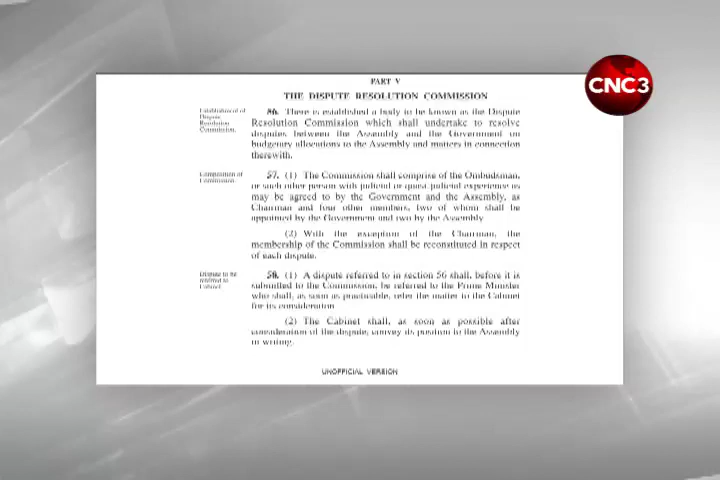 CNC3
PART V
THE DISPUTE RESOLUTION COMMISSION
Establishment of
Dispute
Resolution
Commission.
56. There is established a body to be known as the Dispute
Resolution Commission which shall undertake to resolve
disputes between the Assembly and the Government on
budgetary allocations to the Assembly and matters in connection
therewith.
Composition of
Commission.
57. (1) The Commission shall comprise of the Ombudsman,
or such other person with judicial or quasi-judicial experience as
may be agreed to by the Government and the Assembly, as
Chairman and four other members, two of whom shall be
appointed by the Government and two by the Assembly.
(2) With the exception of the Chairman, the
membership of the Commission shall be reconstituted in respect
of each dispute.
Dispute to be
referred to
Cabinet.
58. (1) A dispute referred to in section 56 shall, before it is
submitted to the Commission, be referred to the Prime Minister
who shall, as soon as practicable, refer the matter to the Cabinet
for its consideration.
(2) The Cabinet shall, as soon as possible after
consideration of the dispute, convey its position to the Assembly
in writing.
UNOFFICIAL VERSION